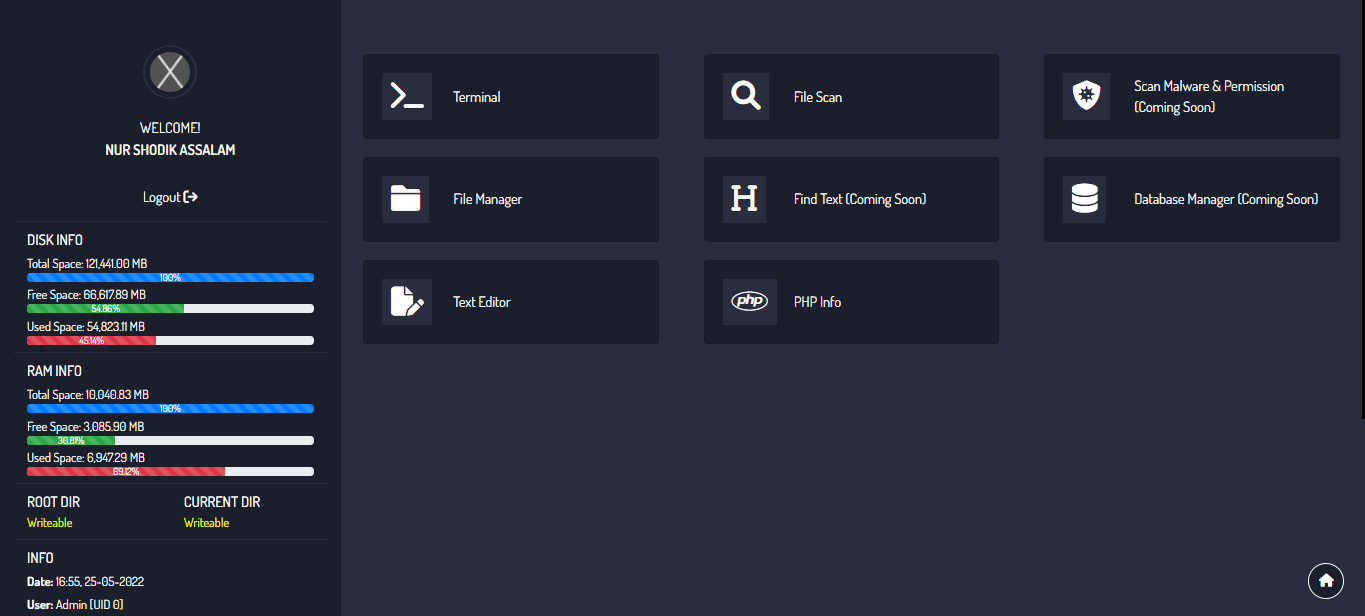 WELCOME!
NUR SHODIK ASSALAM
Logout
DISK INFO
Total Space: 121,441.00 MB
100%
Free Space: 66,617.89 MB
54.86%
Used Space: 54,823.11 MB
45.14%
RAM INFO
Total Space: 10,040.83 MB
100%
Free Space: 3,085.90 MB
30.81%
Used Space: 6,947.29 MB
69.12%
ROOT DIR
Writeable
CURRENT DIR
Writeable
INFO
Date: 16:55, 25-05-2022
User: Admin [UID 0]
Terminal
File Scan
Scan Malware & Permission
(Coming Soon)
File Manager
Find Text (Coming Soon)
Database Manager (Coming Soon)
Text Editor
php
PHP Info